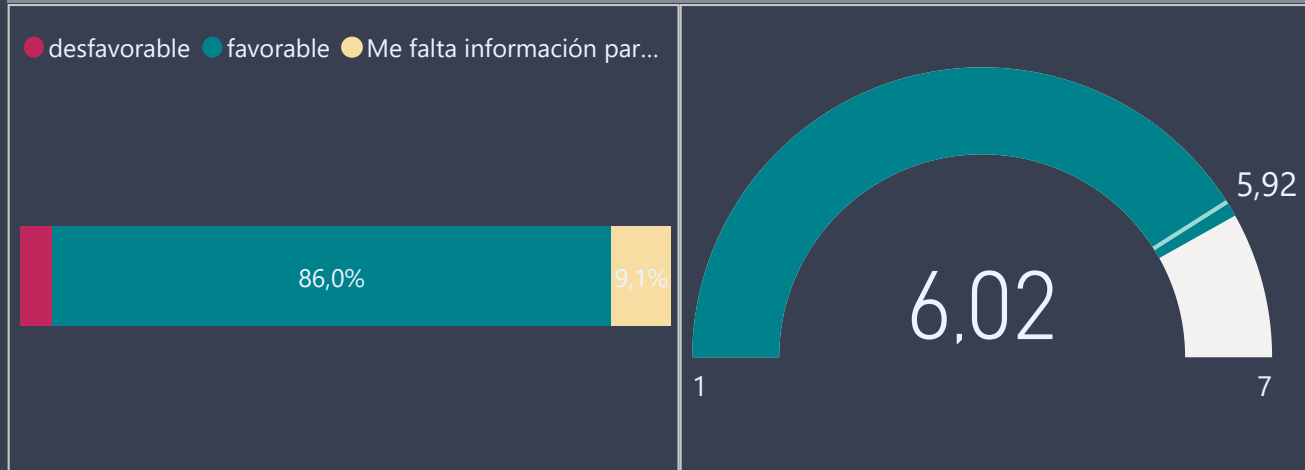 desfavorable favorable Me falta información par...
86,0% 9,1%
5,92
6,02
1 7